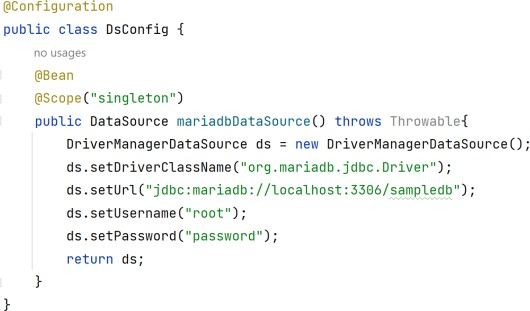 @Configuration
public class DsConfig {
no usages
@Bean
@Scope("singleton")
public DataSource mariadbDataSource() throws Throwable{
DriverManagerDataSource ds = new DriverManagerDataSource();
ds.setDriverClassName("org.mariadb.jdbc.Driver");
ds.setUrl("jdbc:mariadb://localhost:3306/sampledb");
ds.setUsername("root");
ds.setPassword("password");
return ds;
}
}